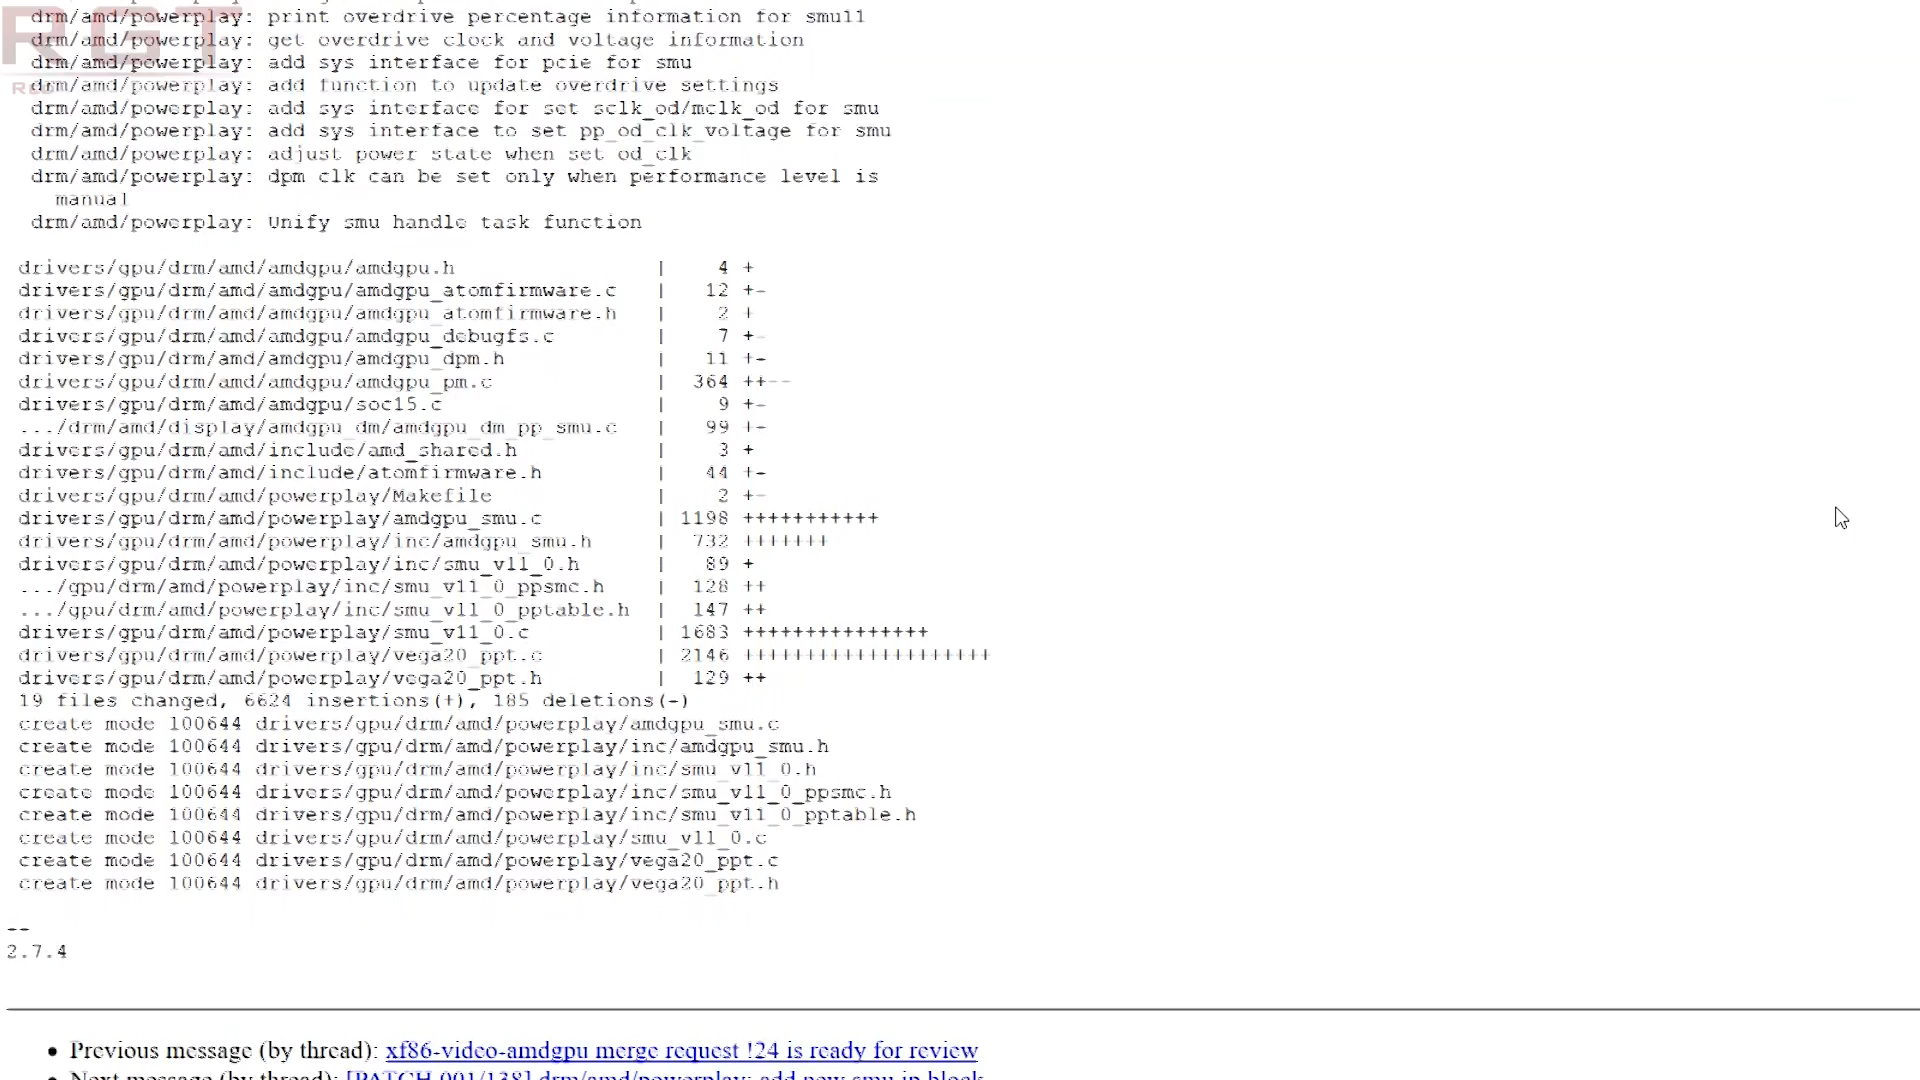 RGT
drm/amd/powerplay: print overdrive percentage information for smu11
drm/amd/powerplay: get overdrive clock and voltage information
drm/amd/powerplay: add sys interface for pcie for smu
drm/amd/powerplay: add function to update overdrive settings
drm/amd/powerplay: add sys interface for set sclk_od/mclk_od for smu
drm/amd/powerplay: add sys interface to set pp_od_clk_voltage for smu
drm/amd/powerplay: adjust power state when set od_clk
drm/amd/powerplay: dpm clk can be set only when performance level is
manual
drm/amd/powerplay: Unify smu handle task function
drivers/gpu/drm/amd/amdgpu/amdgpu.h | 4 +
drivers/gpu/drm/amd/amdgpu/amdgpu_atomfirmware.c | 12 +-
drivers/gpu/drm/amd/amdgpu/amdgpu_atomfirmware.h | 2 +
drivers/gpu/drm/amd/amdgpu/amdgpu_debugfs.c | 7 +-
drivers/gpu/drm/amd/amdgpu/amdgpu_dpm.h | 11 +-
drivers/gpu/drm/amd/amdgpu/amdgpu_pm.c | 364 ++--
drivers/gpu/drm/amd/amdgpu/soc15.c | 9 +-
.../drm/amd/display/amdgpu_dm/amdgpu_dm_pp_smu.c | 99 +-
drivers/gpu/drm/amd/include/amd_shared.h | 3 +
drivers/gpu/drm/amd/include/atomfirmware.h | 44 +-
drivers/gpu/drm/amd/powerplay/Makefile | 2 +-
drivers/gpu/drm/amd/powerplay/amdgpu_smu.c | 1198 +++++++++++
drivers/gpu/drm/amd/powerplay/inc/amdgpu_smu.h | 732 +++++++
drivers/gpu/drm/amd/powerplay/inc/smu_v11_0.h | 89 +
.../gpu/drm/amd/powerplay/inc/smu_v11_0_ppsmc.h | 128 ++
.../gpu/drm/amd/powerplay/inc/smu_v11_0_pptable.h | 147 ++
drivers/gpu/drm/amd/powerplay/smu_v11_0.c | 1683 +++++++++++++++
drivers/gpu/drm/amd/powerplay/vega20_ppt.c | 2146 ++++++++++++++++++++
drivers/gpu/drm/amd/powerplay/vega20_ppt.h | 129 ++
19 files changed, 6624 insertions(+), 185 deletions(-)
create mode 100644 drivers/gpu/drm/amd/powerplay/amdgpu_smu.c
create mode 100644 drivers/gpu/drm/amd/powerplay/inc/amdgpu_smu.h
create mode 100644 drivers/gpu/drm/amd/powerplay/inc/smu_v11_0.h
create mode 100644 drivers/gpu/drm/amd/powerplay/inc/smu_v11_0_ppsmc.h
create mode 100644 drivers/gpu/drm/amd/powerplay/inc/smu_v11_0_pptable.h
create mode 100644 drivers/gpu/drm/amd/powerplay/smu_v11_0.c
create mode 100644 drivers/gpu/drm/amd/powerplay/vega20_ppt.c
create mode 100644 drivers/gpu/drm/amd/powerplay/vega20_ppt.h
--
2.7.4
• Previous message (by thread): xf86-video-amdgpu merge request !24 is ready for review
• Next message (by thread): [PATCH 001/138] drm/amd/powerplay: add new smu ip block